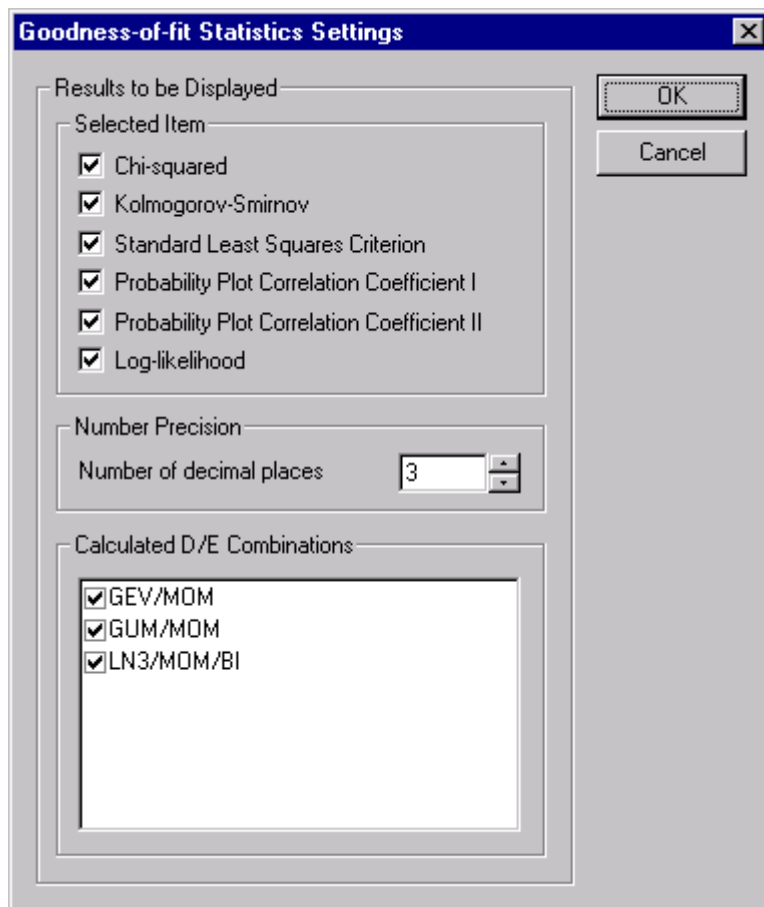 Goodness-of-fit Statistics Settings
Results to be Displayed
Selected Item
Chi-squared
Kolmogorov-Smirnov
Standard Least Squares Criterion
Probability Plot Correlation Coefficient I
Probability Plot Correlation Coefficient II
Log-likelihood
Number Precision
Number of decimal places 3
Calculated D/E Combinations
GEV/MOM
GUM/MOM
LN3/MOM/BI
OK
Cancel